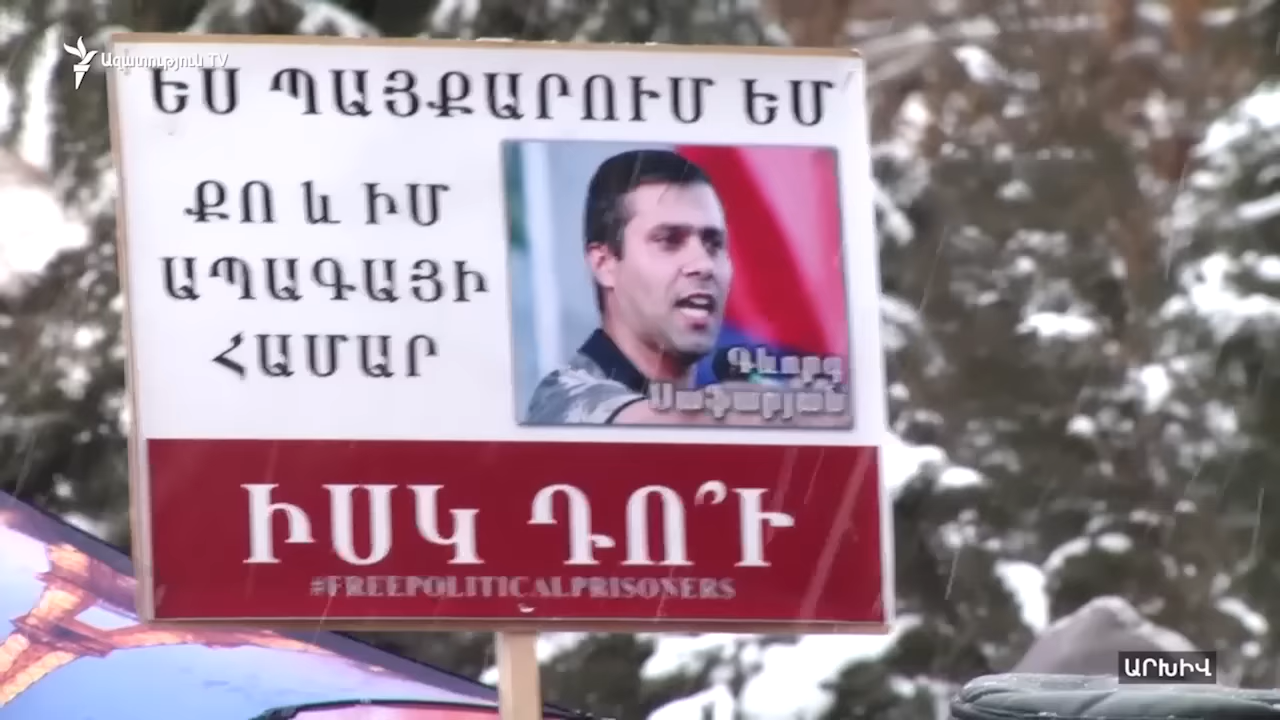 Ազատություն TV
ԵՍ ՊԱՅՔԱՐՈՒՄ ԵՄ
ՔՈ և ԻՄ
ԱՊԱԳԱՅԻ
ՀԱՄԱՐ
Գևորգ
Սաֆարյան
ԻՍԿ ԴՈ՞Ւ
#FREEPOLITICALPRISONERS
ԱՐԽԻՎ